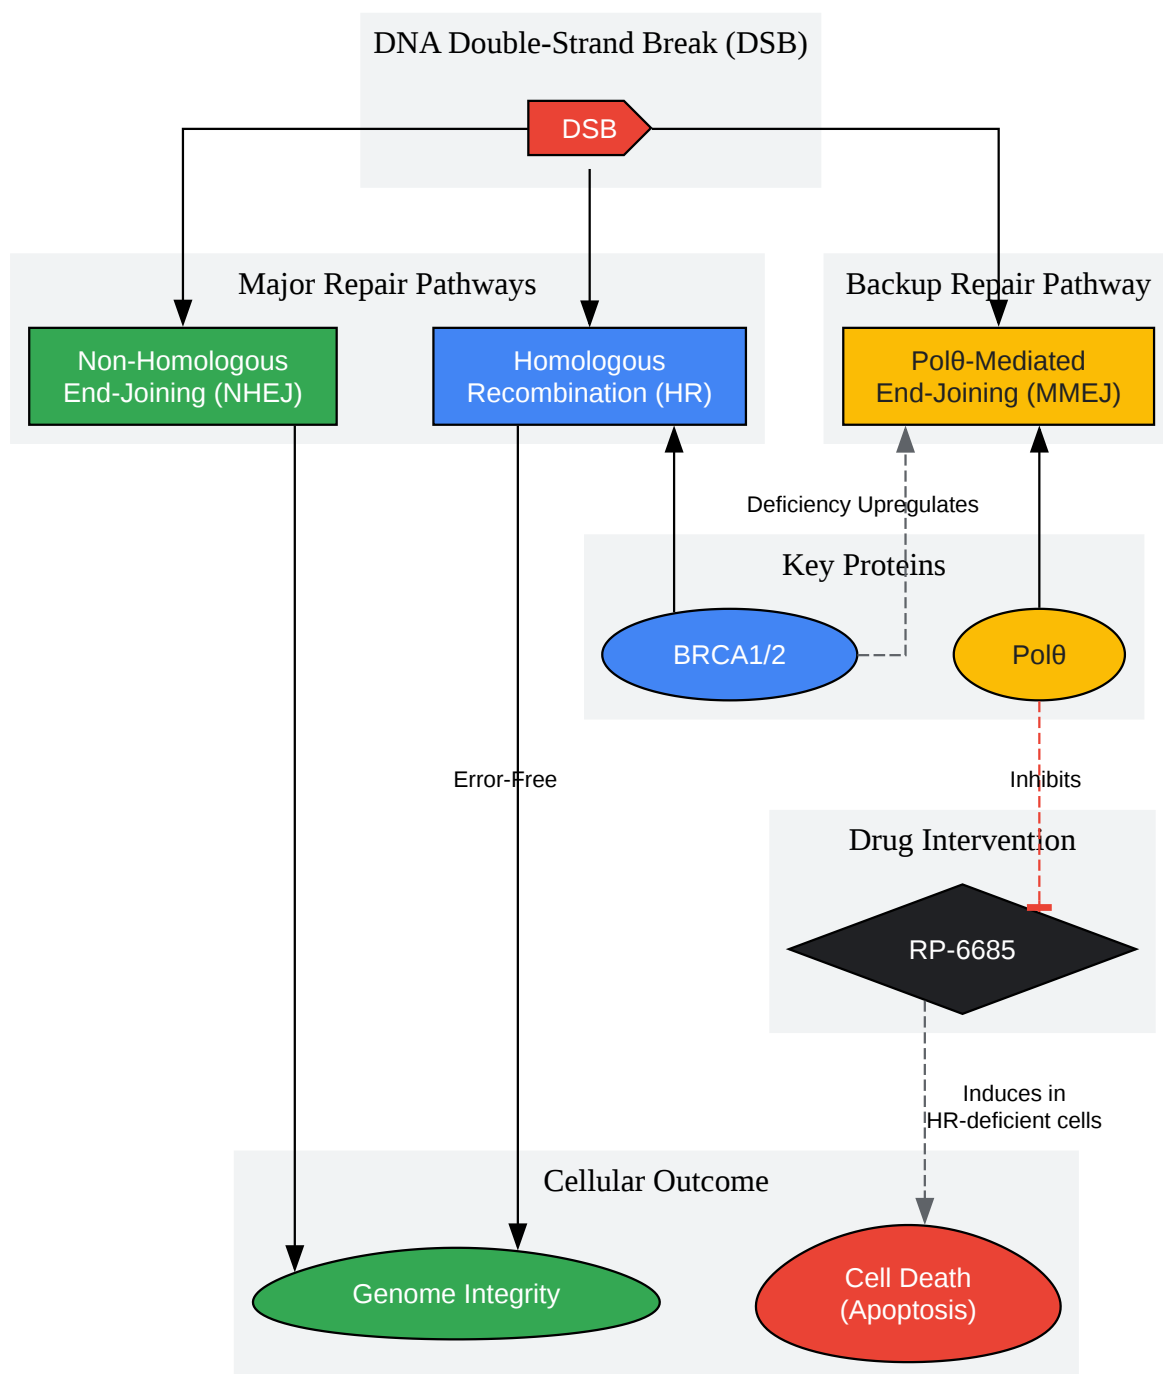 DNA Double-Strand Break (DSB)
DSB
Major Repair Pathways
Backup Repair Pathway
Non-Homologous
End-Joining (NHEJ)
Homologous
Recombination (HR)
Polθ-Mediated
End-Joining (MMEJ)
Deficiency Upregulates
Key Proteins
BRCA1/2
Polθ
Error-Free
Inhibits
Drug Intervention
RP-6685
Induces in
HR-deficient cells
Cellular Outcome
Genome Integrity
Cell Death
(Apoptosis)